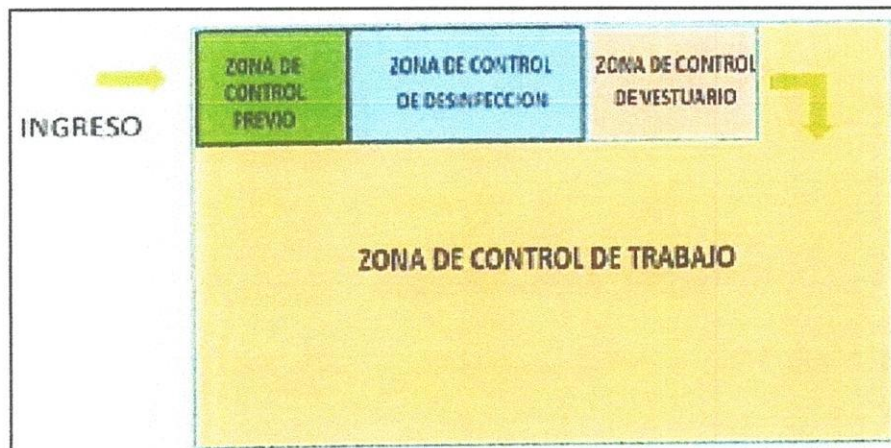 INGRESO
ZONA DE
CONTROL
PREVIO
ZONA DE CONTROL
DE DESINFECCION
ZONA DE CONTROL
DE VESTUARIO
ZONA DE CONTROL DE TRABAJO